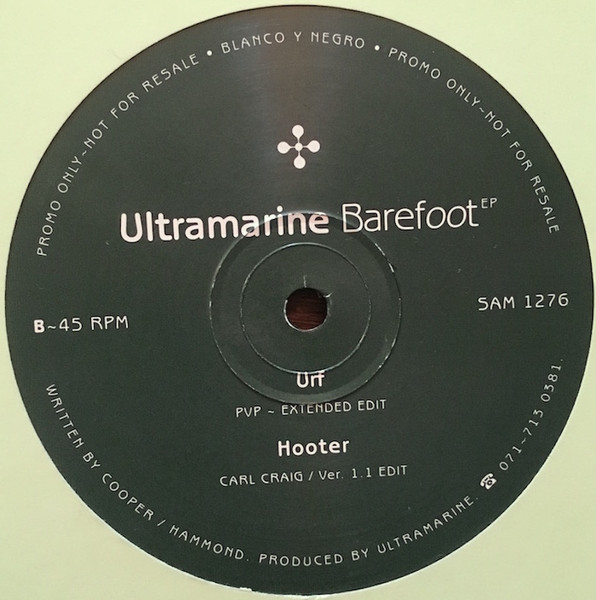 PROMO ONLY~NOT FOR RESALE • BLANCO Y NEGRO • PROMO ONLY~NOT FOR RESALE
Ultramarine Barefoot EP
B~45 RPM
SAM 1276
Urf
PVP ~ EXTENDED EDIT
Hooter
CARL CRAIG / Ver. 1.1 EDIT
WRITTEN BY COOPER / HAMMOND. PRODUCED BY ULTRAMARINE. ☎ 071~713 0381.